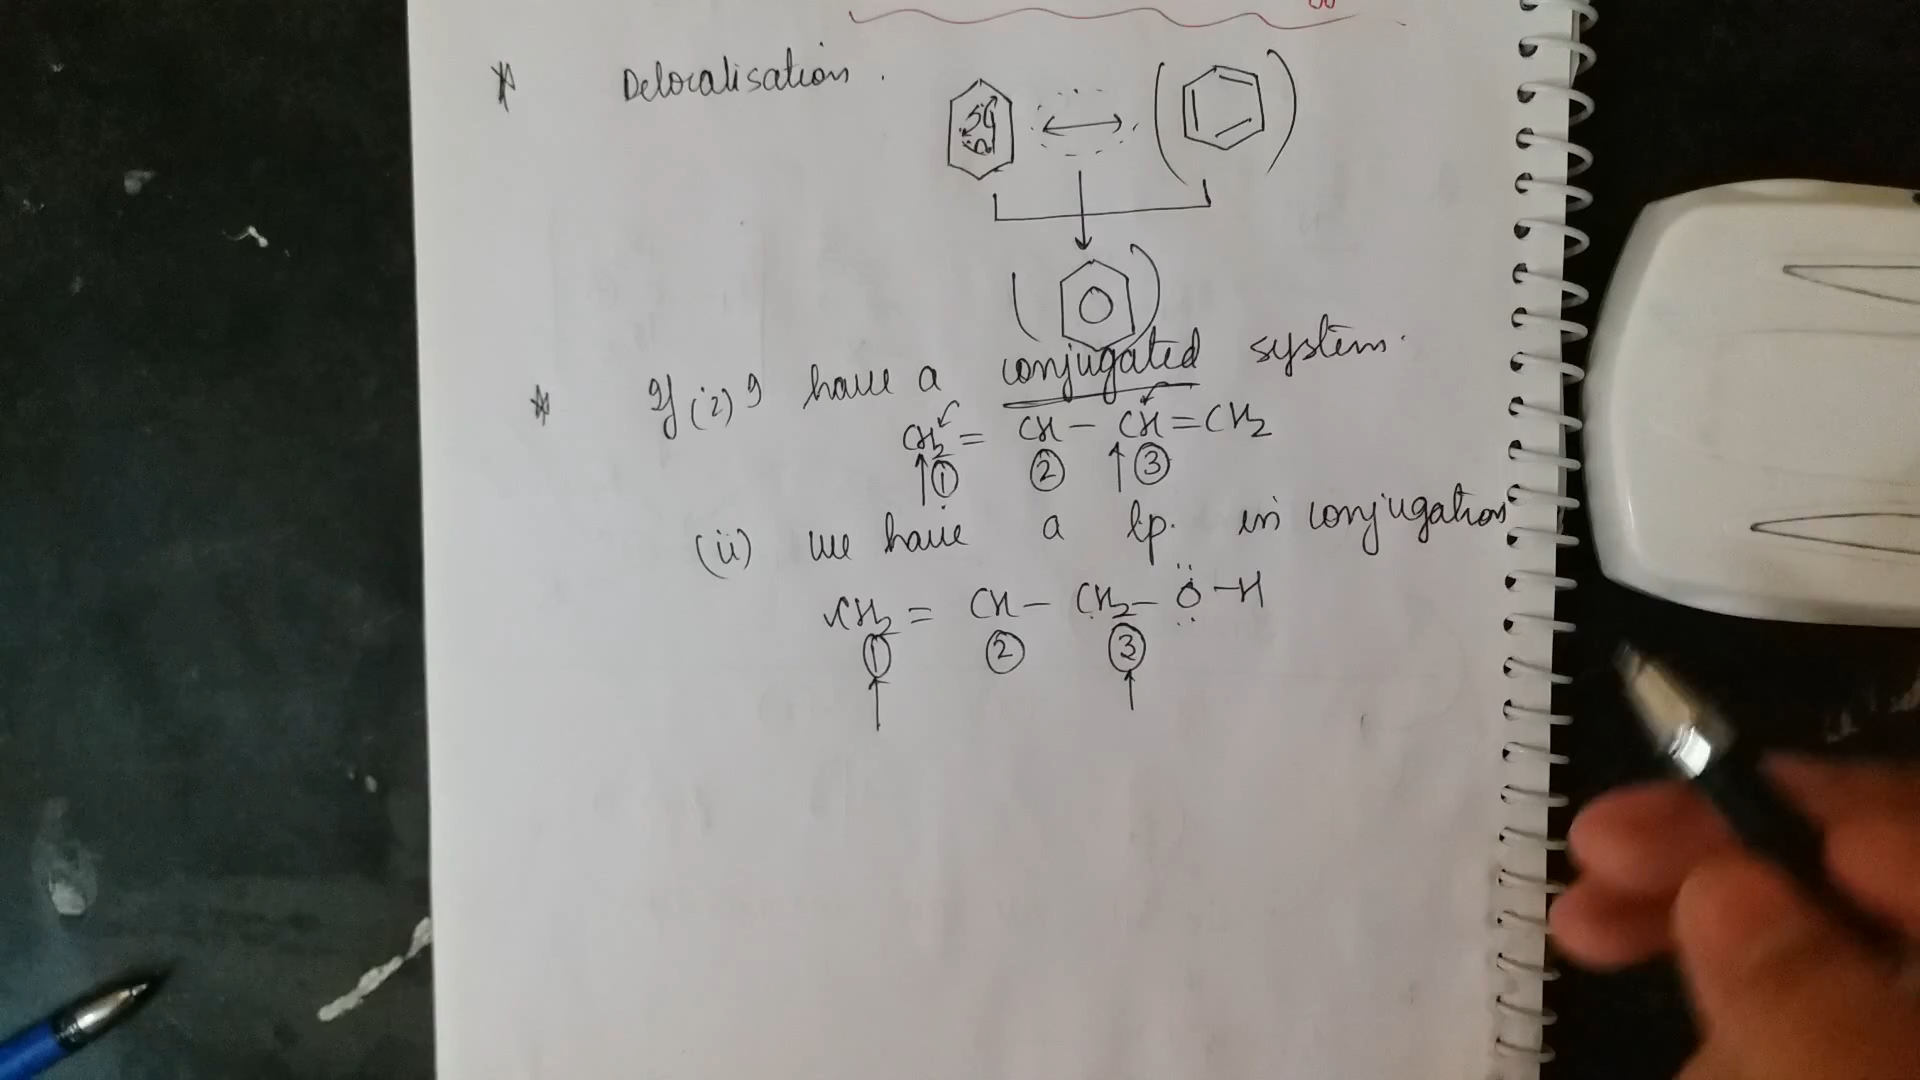 * Delocalisation.
* If (i) I have a conjugated system.
CH2 = CH - CH = CH2
① ② ③
(ii) we have a lp. in conjugation
CH2 = CH - CH2 - O - H
① ② ③